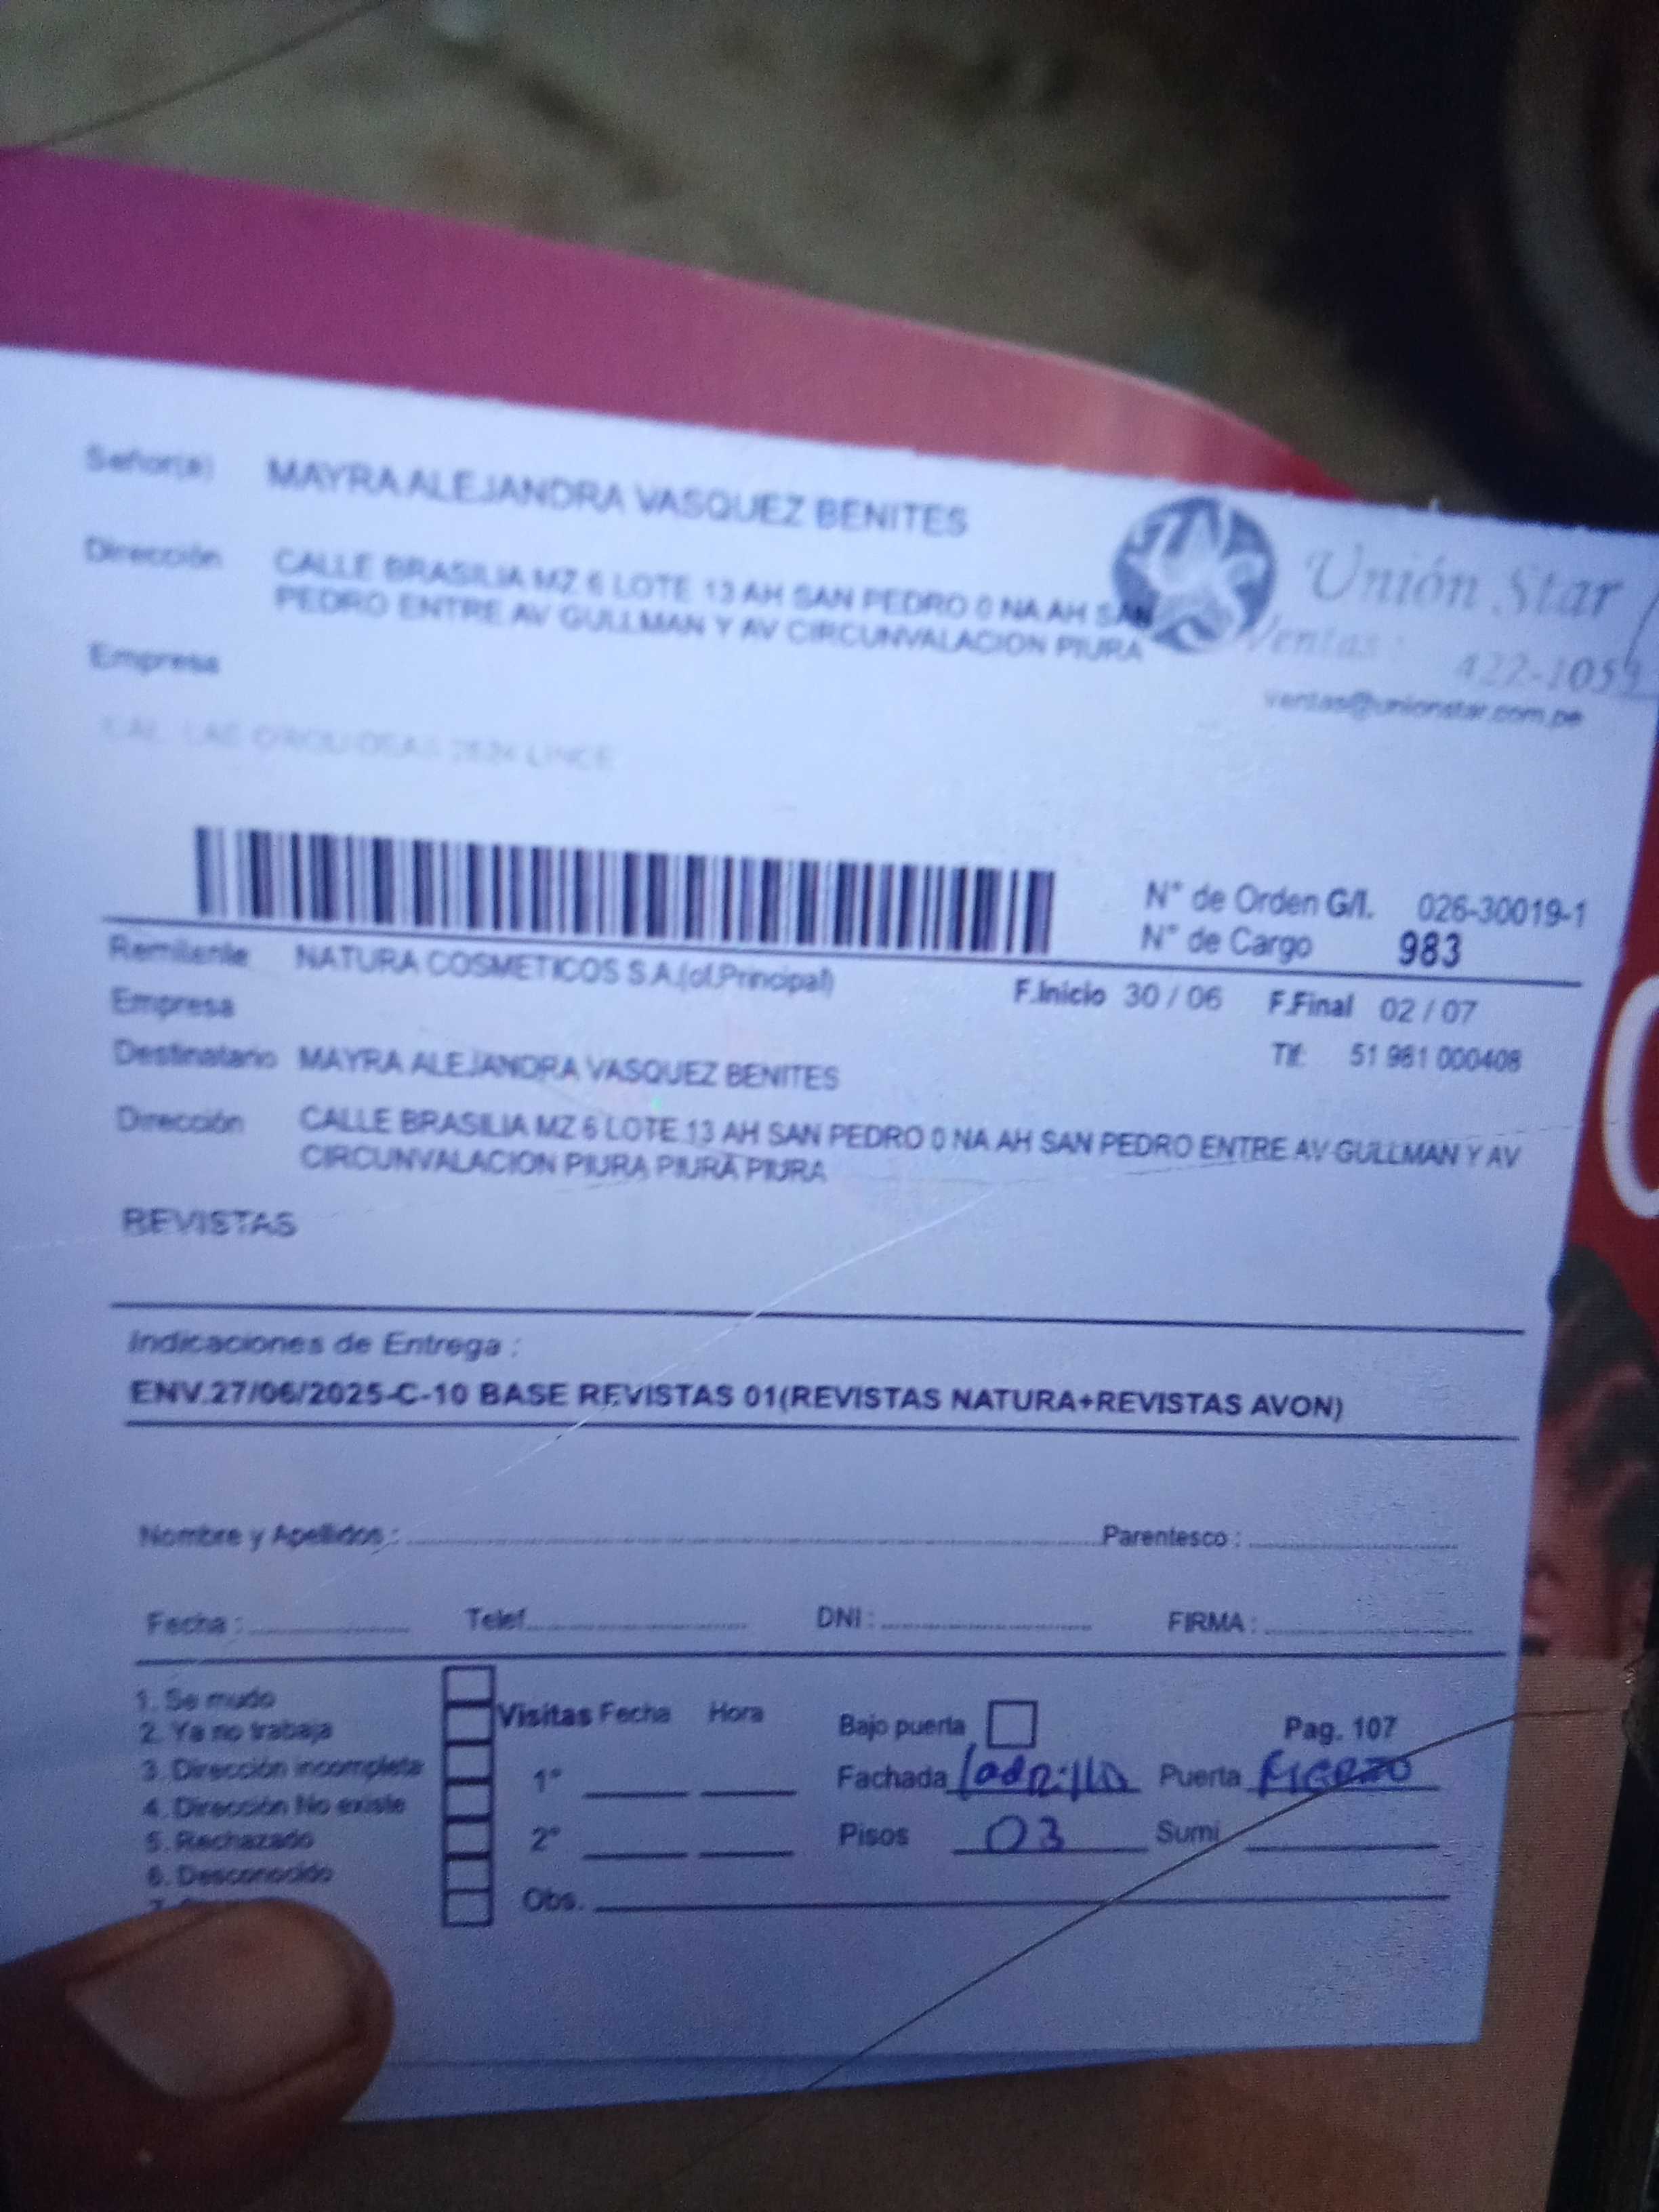 Señor(a) MAYRA ALEJANDRA VASQUEZ BENITES
Dirección CALLE BRASILIA MZ 6 LOTE 13 AH SAN PEDRO 0 NA AH SAN
PEDRO ENTRE AV GULLMAN Y AV CIRCUNVALACION PIURA
Unión Star
Ventas: 422-1059
ventas@unionstar.com.pe
Empresa
N° de Orden G/I. 026-30019-1
N° de Cargo 983
Remitente NATURA COSMETICOS S.A.(of.Principal)
F.Inicio 30 / 06 F.Final 02 / 07
Empresa
Tlf: 51 981 000408
Destinatario MAYRA ALEJANDRA VASQUEZ BENITES
Dirección CALLE BRASILIA MZ 6 LOTE 13 AH SAN PEDRO 0 NA AH SAN PEDRO ENTRE AV GULLMAN Y AV
CIRCUNVALACION PIURA PIURA PIURA
REVISTAS
Indicaciones de Entrega :
ENV.27/06/2025-C-10 BASE REVISTAS 01(REVISTAS NATURA+REVISTAS AVON)
Nombre y Apellidos : Parentesco :
Fecha : Telef. DNI : FIRMA :
1. Se mudo
2. Ya no trabaja
3. Dirección incompleta
4. Dirección No existe
5. Rechazado
6. Desconocido
Visitas Fecha Hora
1°
2°
Obs.
Bajo puerta Pag. 107
Fachada ladrillo Puerta fierro
Pisos 03 Sumi